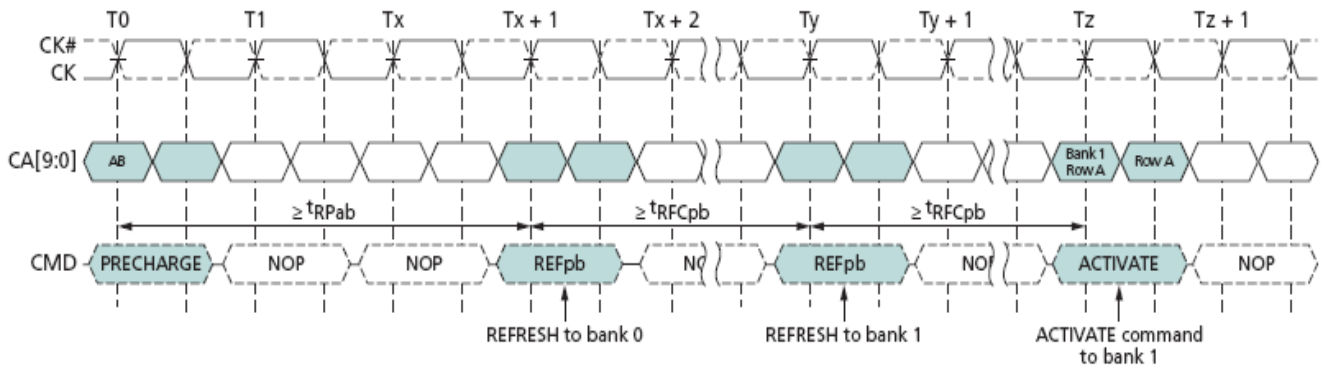 T0 T1 Tx Tx + 1 Tx + 2 Ty Ty + 1 Tz Tz + 1
CK#
CK
CA[9:0] AB Bank 1 Row A Row A
≥ tRPab ≥ tRFCpb ≥ tRFCpb
CMD PRECHARGE NOP NOP REFpb NO REFpb NOP ACTIVATE NOP
REFRESH to bank 0 REFRESH to bank 1 ACTIVATE command
to bank 1